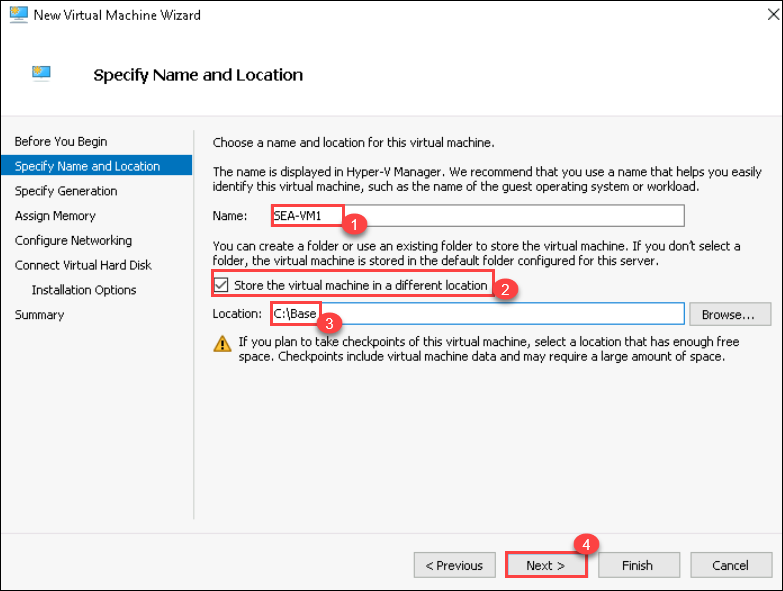 New Virtual Machine Wizard
Specify Name and Location
Before You Begin
Specify Name and Location
Specify Generation
Assign Memory
Configure Networking
Connect Virtual Hard Disk
Installation Options
Summary
Choose a name and location for this virtual machine.
The name is displayed in Hyper-V Manager. We recommend that you use a name that helps you easily
identify this virtual machine, such as the name of the guest operating system or workload.
Name: SEA-VM1 1
You can create a folder or use an existing folder to store the virtual machine. If you don't select a
folder, the virtual machine is stored in the default folder configured for this server.
Store the virtual machine in a different location 2
Location: C:\Base 3 Browse...
If you plan to take checkpoints of this virtual machine, select a location that has enough free
space. Checkpoints include virtual machine data and may require a large amount of space.
4
< Previous Next > Finish Cancel